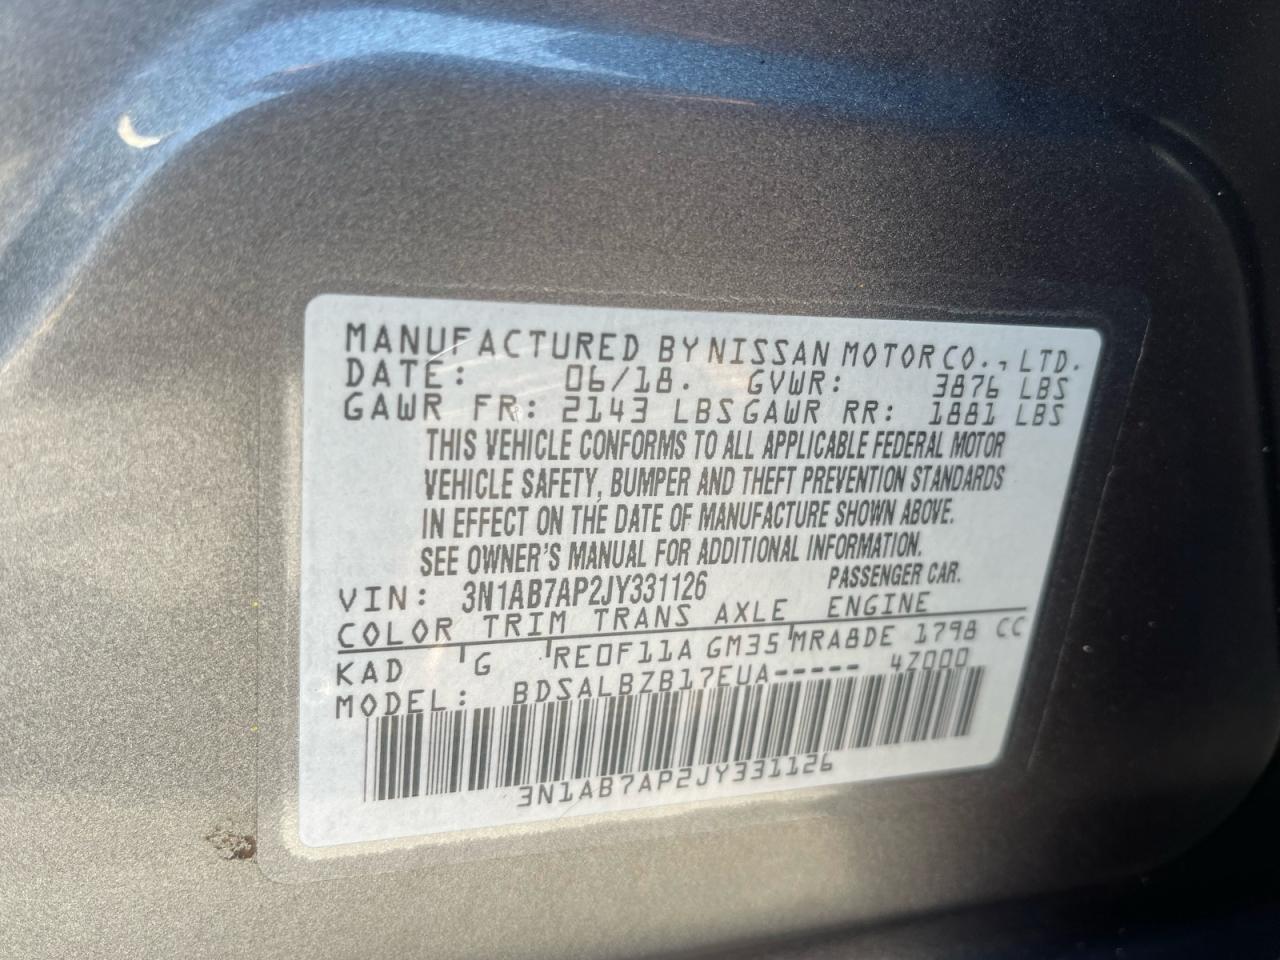 MANUFACTURED BY NISSAN MOTOR CO., LTD.
DATE: 06/18. GVWR: 3876 LBS
GAWR FR: 2143 LBS GAWR RR: 1881 LBS
THIS VEHICLE CONFORMS TO ALL APPLICABLE FEDERAL MOTOR
VEHICLE SAFETY, BUMPER AND THEFT PREVENTION STANDARDS
IN EFFECT ON THE DATE OF MANUFACTURE SHOWN ABOVE.
SEE OWNER'S MANUAL FOR ADDITIONAL INFORMATION.
VIN: 3N1AB7AP2JY331126 PASSENGER CAR.
COLOR TRIM TRANS AXLE ENGINE
KAD G RE0F11A GM35 MRA8DE 1798 CC
MODEL: BDSALBZB17EUA----- 47000
3N1AB7AP2JY331126